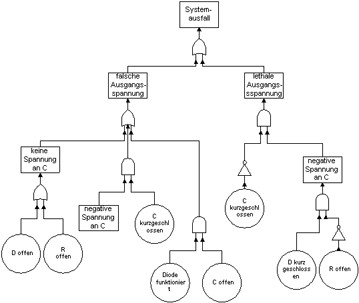 System-
ausfall
falsche
Ausgangs-
spannung
lethale
Ausgang-
sspannung
keine
Spannung
an C
negative
Spannung
an C
C
kurzgeschl
ossen
C
kurzgeschl
ossen
negative
Spannung
an C
D offen
R
offen
Diode
funktionier
t
C offen
D kurz
geschloss
en
R offen